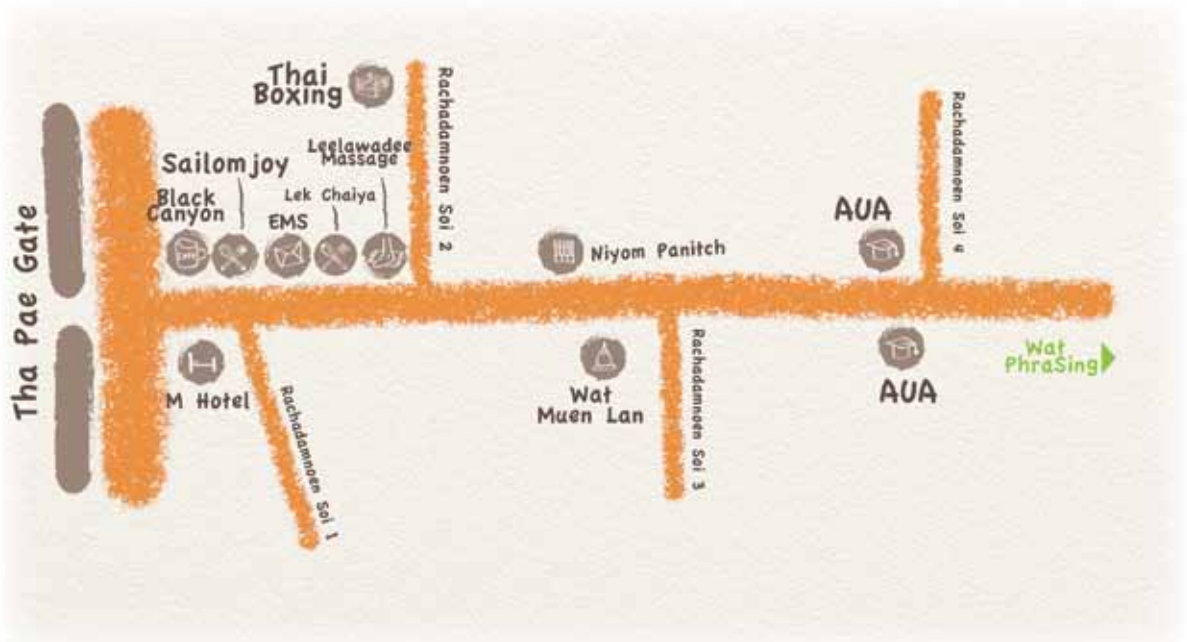 Tha Pae Gate
Thai
Boxing
Rachadamnoen Soi 2
Leelawadee
Massage
Sailomjoy
Lek Chaiya
Black
Canyon
EMS
Niyom Panitch
AUA
Rachadamnoen Soi 4
M Hotel
Rachadamnoen Soi 1
Wat
Muen Lan
Rachadamnoen Soi 3
AUA
Wat
PhraSing